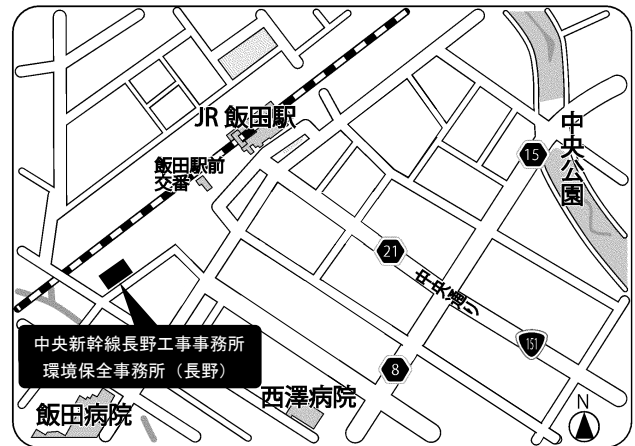 JR 飯田駅
飯田駅前
交番
中央公園
15
21
中央通り
151
8
中央新幹線長野工事事務所
環境保全事務所（長野）
西澤病院
飯田病院
N